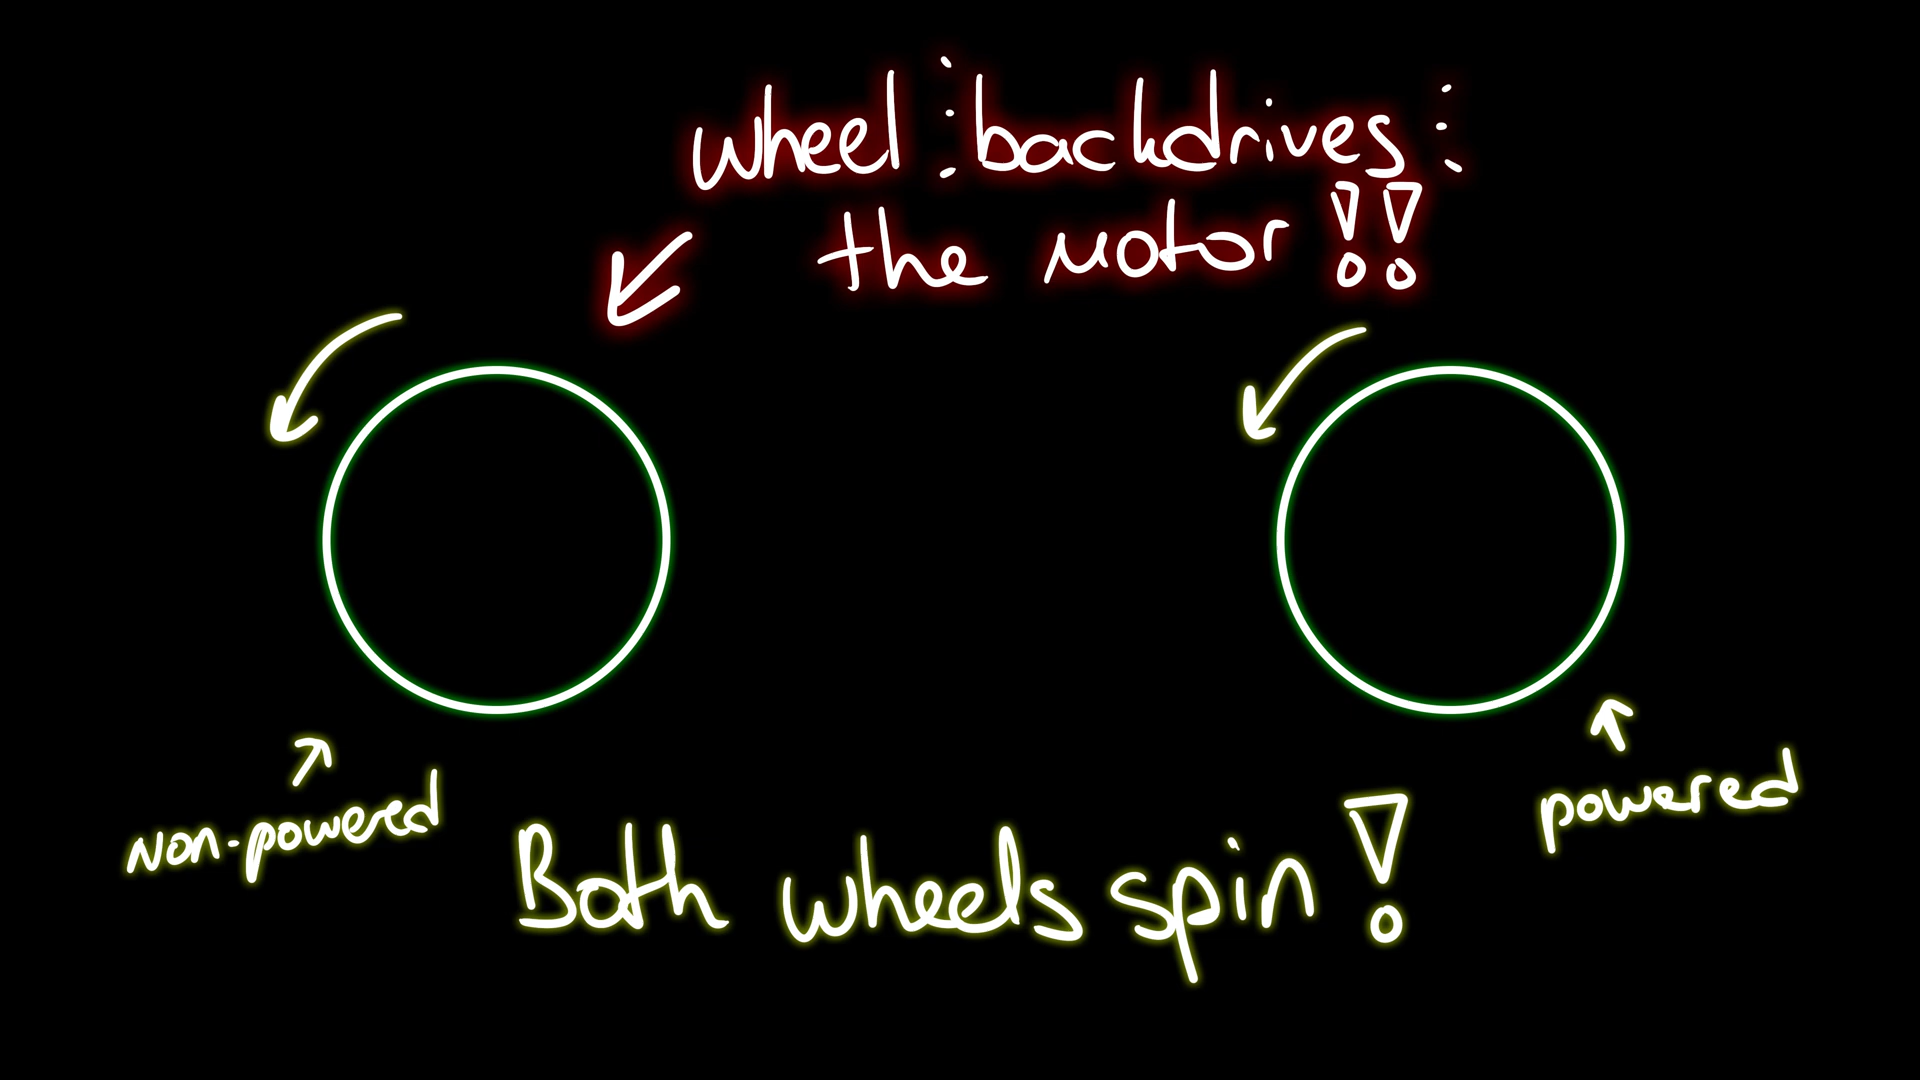 wheel backdrives
the motor !!
non-powered
powered
Both wheels spin !